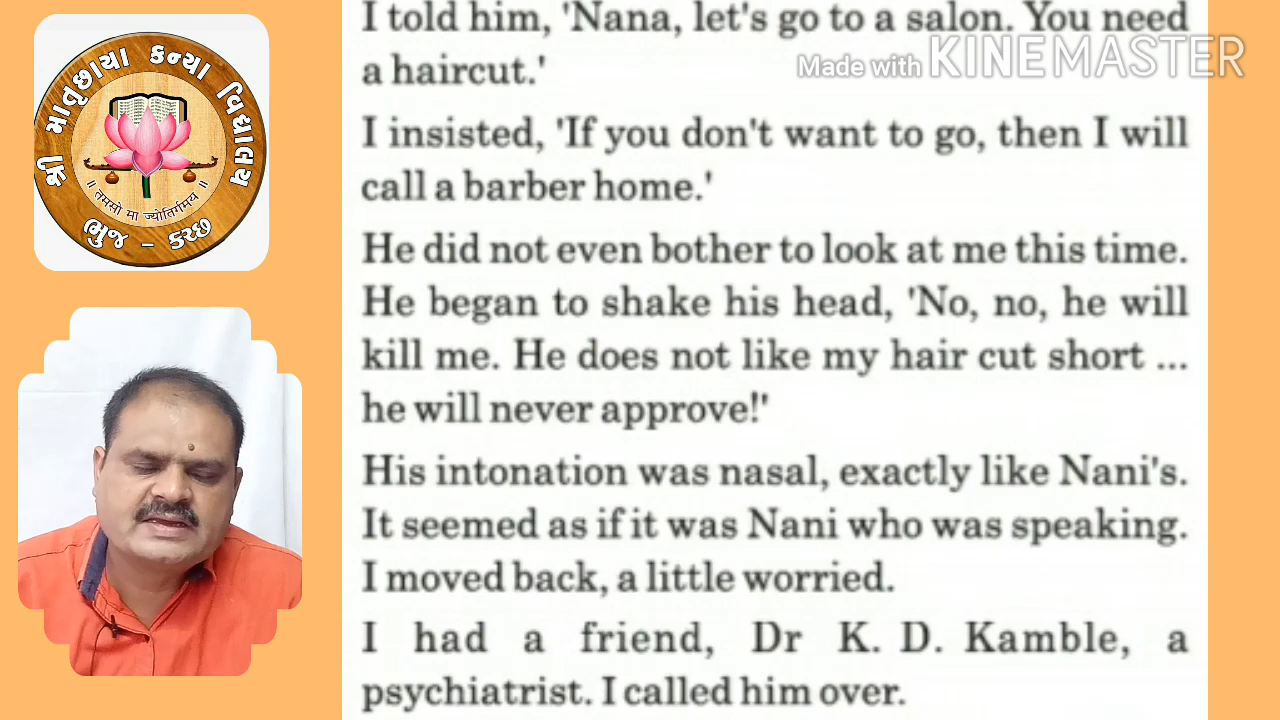 I told him, 'Nana, let's go to a salon. You need
a haircut.'
I insisted, 'If you don't want to go, then I will
call a barber home.'
He did not even bother to look at me this time.
He began to shake his head, 'No, no, he will
kill me. He does not like my hair cut short ...
he will never approve!'
His intonation was nasal, exactly like Nani's.
It seemed as if it was Nani who was speaking.
I moved back, a little worried.
I had a friend, Dr K. D. Kamble, a
psychiatrist. I called him over.
Made with KINEMASTER
શ્રી માતૃછાયા કન્યા વિદ્યાલય
॥ तमसो मा ज्योतिर्गमय ॥
ભુજ - કચ્છ